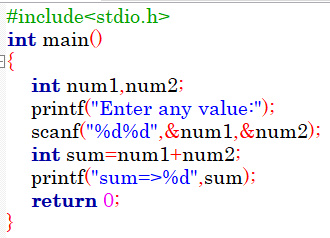 #include<stdio.h>
int main()
{
int num1,num2;
printf("Enter any value:");
scanf("%d%d",&num1,&num2);
int sum=num1+num2;
printf("sum=>%d",sum);
return 0;
}